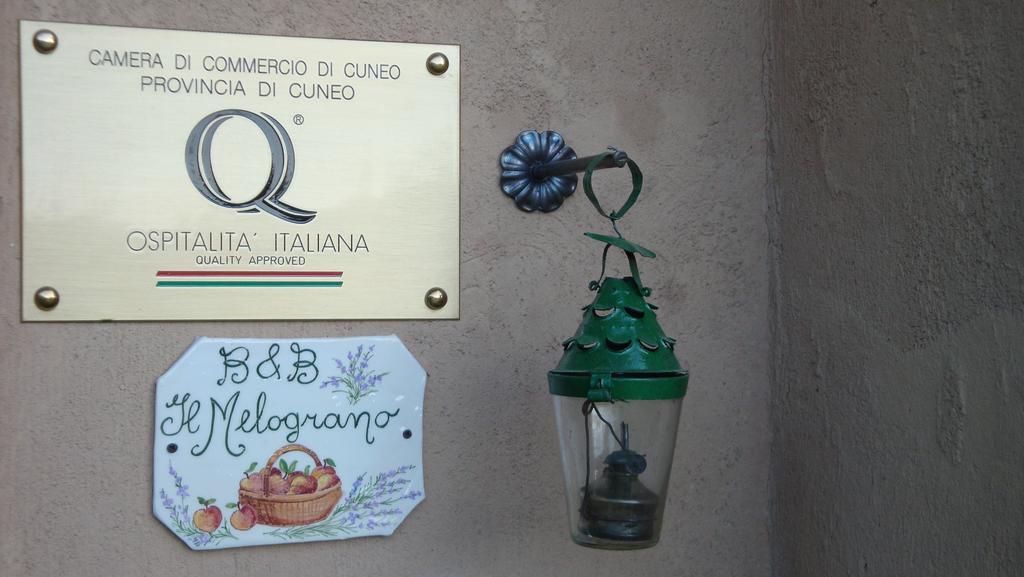 CAMERA DI COMMERCIO DI CUNEO
PROVINCIA DI CUNEO
Q®
OSPITALITA´ ITALIANA
QUALITY APPROVED
B & B
Il Melograno